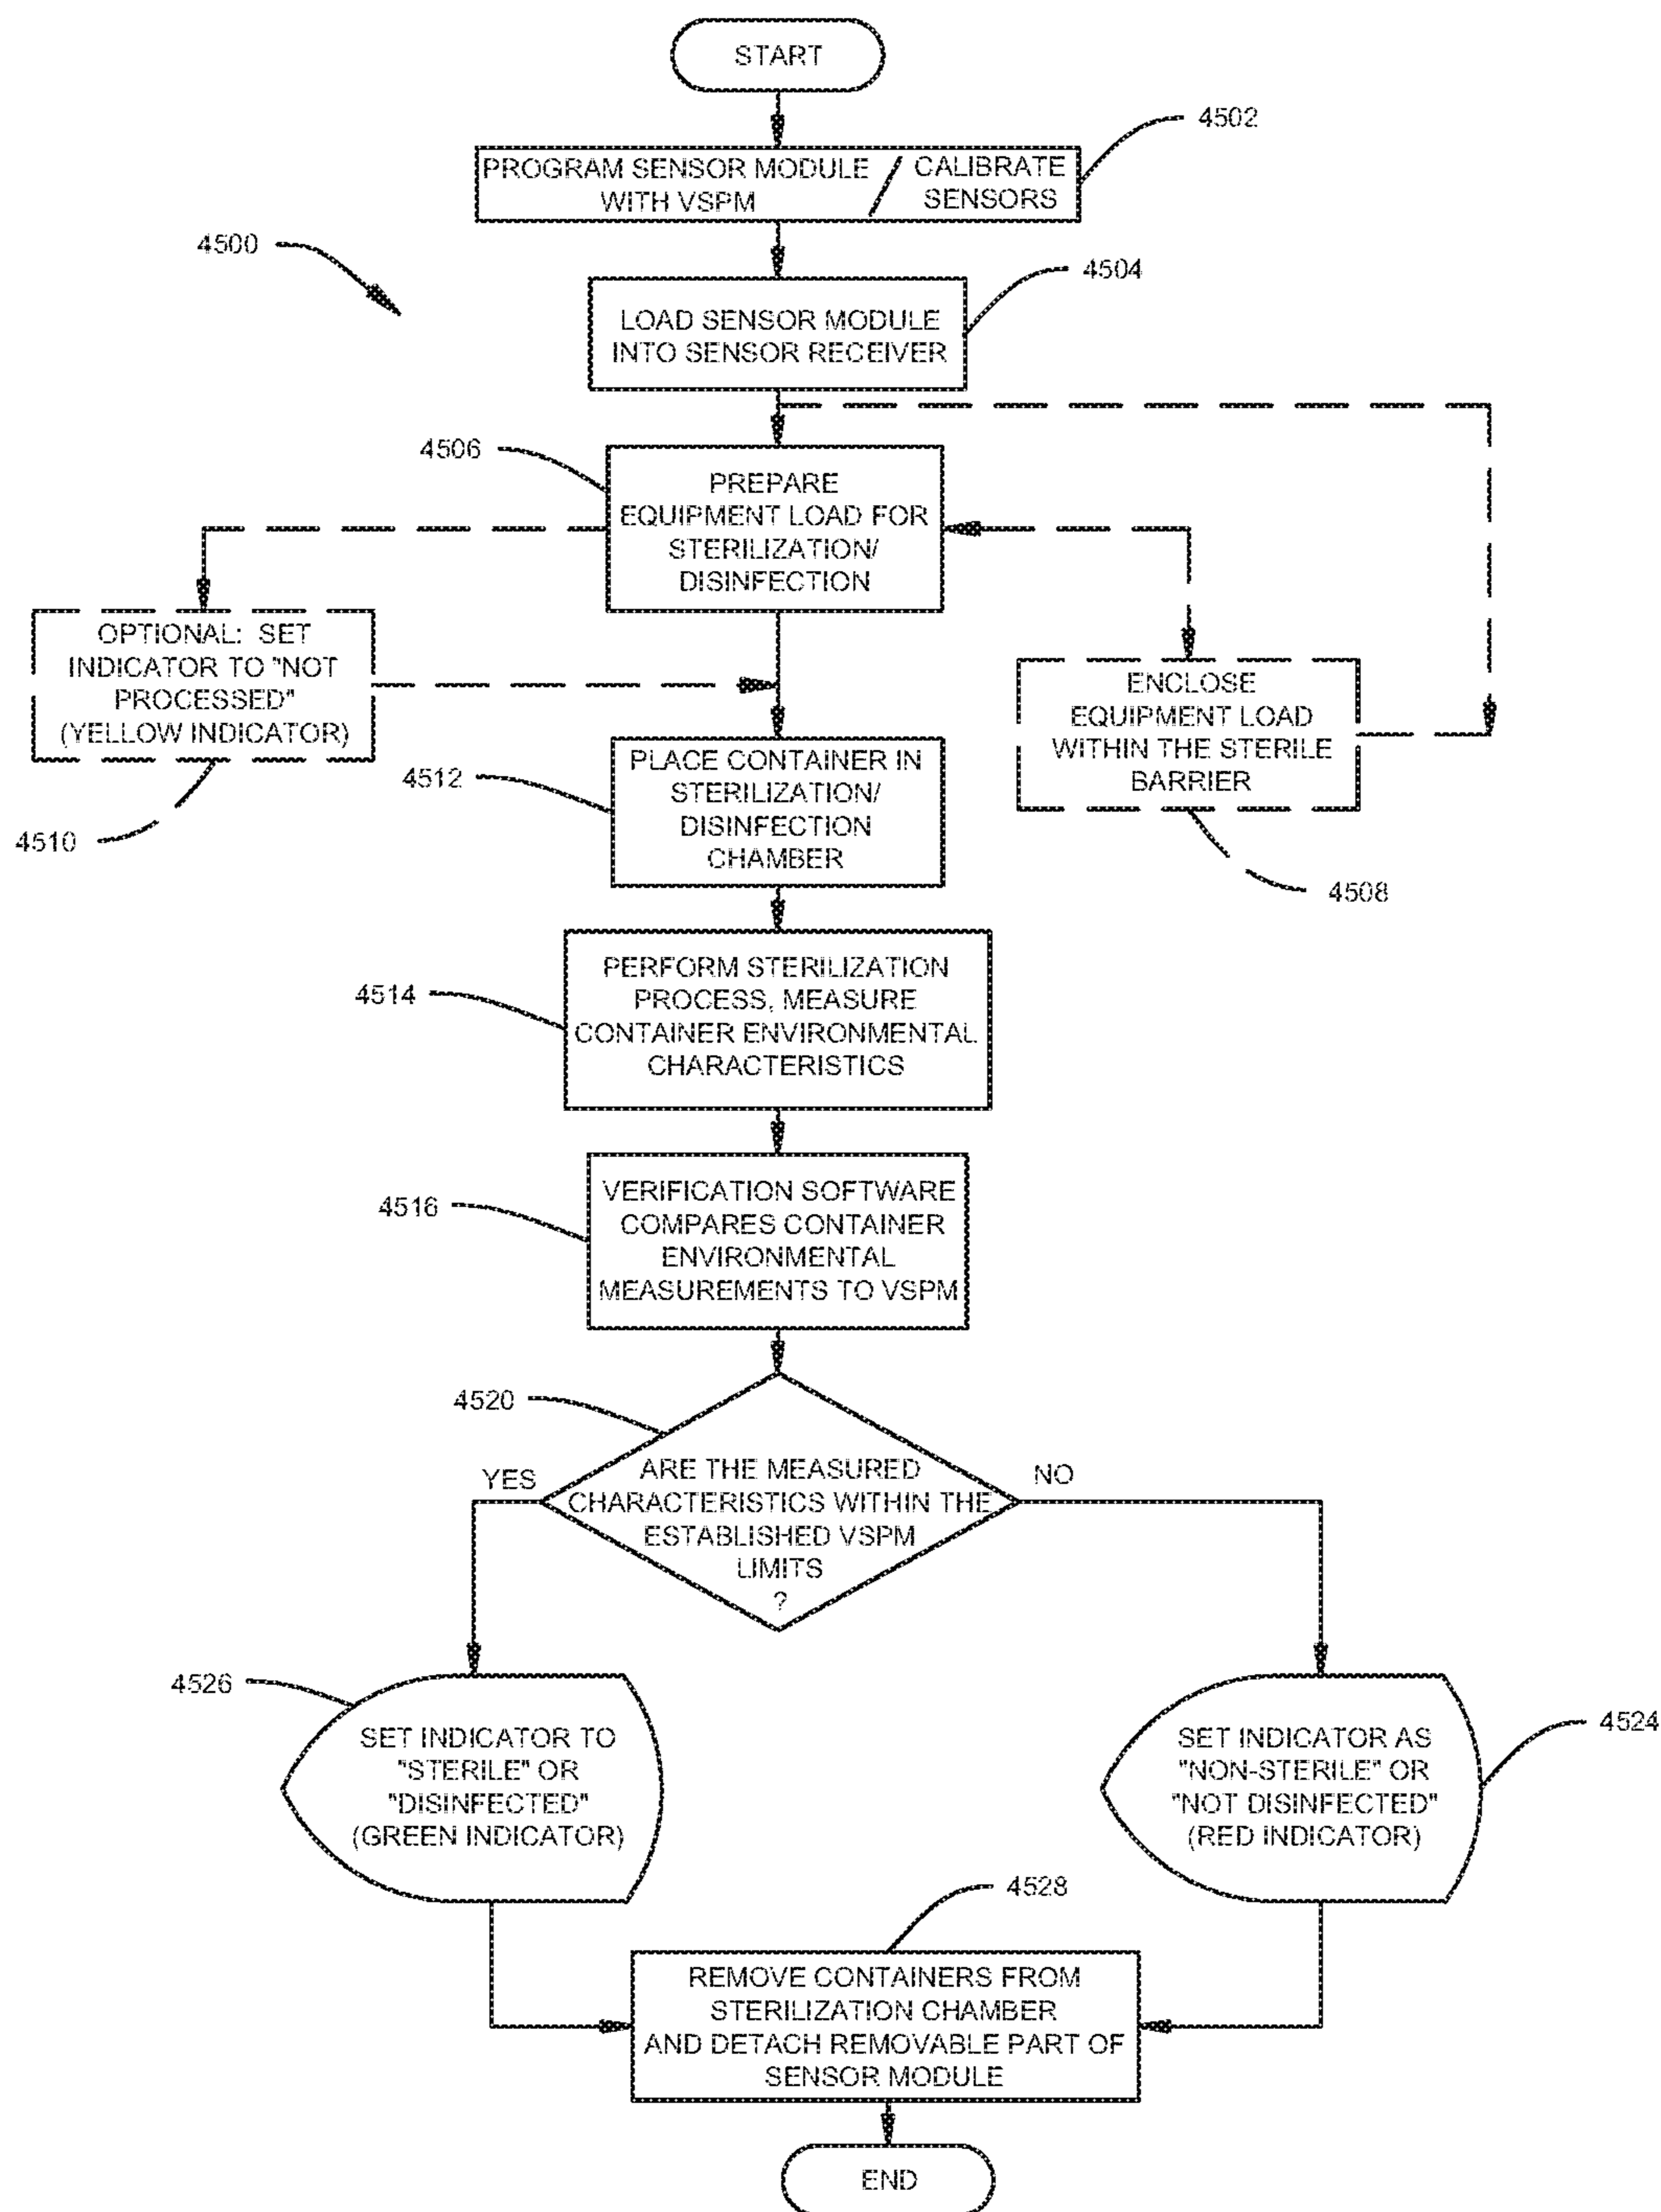 START
4502
PROGRAM SENSOR MODULE
WITH VSPM
/
CALIBRATE
SENSORS
4500
4504
LOAD SENSOR MODULE
INTO SENSOR RECEIVER
4506
PREPARE
EQUIPMENT LOAD FOR
STERILIZATION/
DISINFECTION
OPTIONAL: SET
INDICATOR TO "NOT
PROCESSED"
(YELLOW INDICATOR)
4510
ENCLOSE
EQUIPMENT LOAD
WITHIN THE STERILE
BARRIER
4508
4512
PLACE CONTAINER IN
STERILIZATION/
DISINFECTION
CHAMBER
4514
PERFORM STERILIZATION
PROCESS, MEASURE
CONTAINER ENVIRONMENTAL
CHARACTERISTICS
4516
VERIFICATION SOFTWARE
COMPARES CONTAINER
ENVIRONMENTAL
MEASUREMENTS TO VSPM
4520
YES
NO
ARE THE MEASURED
CHARACTERISTICS WITHIN THE
ESTABLISHED VSPM
LIMITS
?
4526
SET INDICATOR TO
"STERILE" OR
"DISINFECTED"
(GREEN INDICATOR)
4524
SET INDICATOR AS
"NON-STERILE" OR
"NOT DISINFECTED"
(RED INDICATOR)
4528
REMOVE CONTAINERS FROM
STERILIZATION CHAMBER
AND DETACH REMOVABLE PART OF
SENSOR MODULE
END